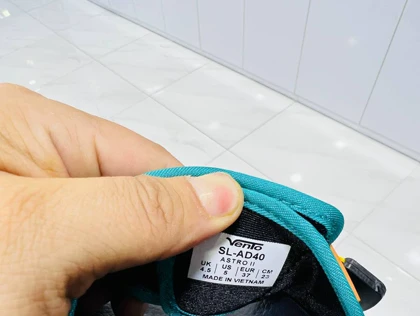 Vento
SL-AD40
ASTRO II
UK US EUR CM
4.5 5 37 23
MADE IN VIETNAM